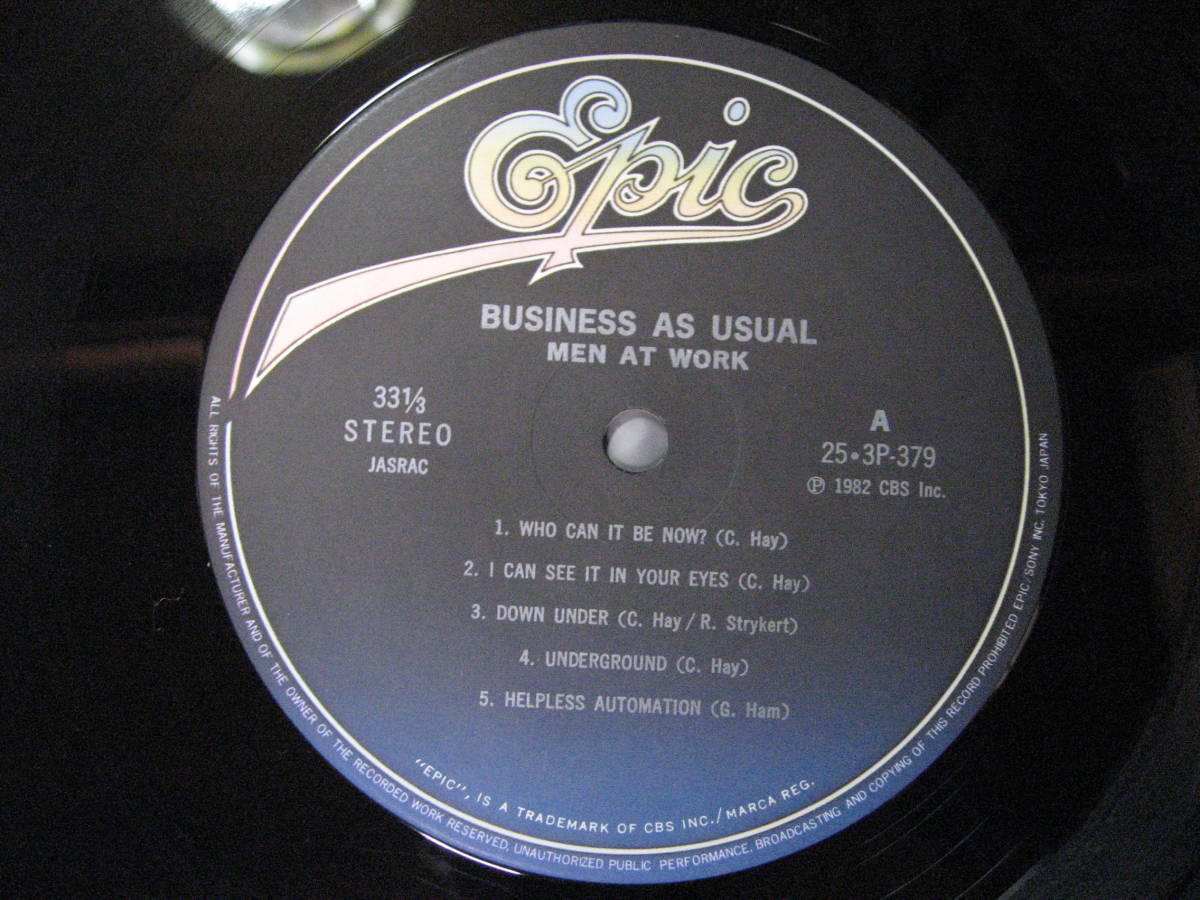 Epic
BUSINESS AS USUAL
MEN AT WORK
33⅓
STEREO
JASRAC
A
25・3P-379
Ⓟ 1982 CBS Inc.
1. WHO CAN IT BE NOW? (C. Hay)
2. I CAN SEE IT IN YOUR EYES (C. Hay)
3. DOWN UNDER (C. Hay / R. Strykert)
4. UNDERGROUND (C. Hay)
5. HELPLESS AUTOMATION (G. Ham)
"EPIC", IS A TRADEMARK OF CBS INC./MARCA REG.
ALL RIGHTS OF THE MANUFACTURER AND OF THE OWNER OF THE RECORDED WORK RESERVED, UNAUTHORIZED PUBLIC PERFORMANCE, BROADCASTING AND COPYING OF THIS RECORD PROHIBITED EPIC/SONY INC. TOKYO JAPAN